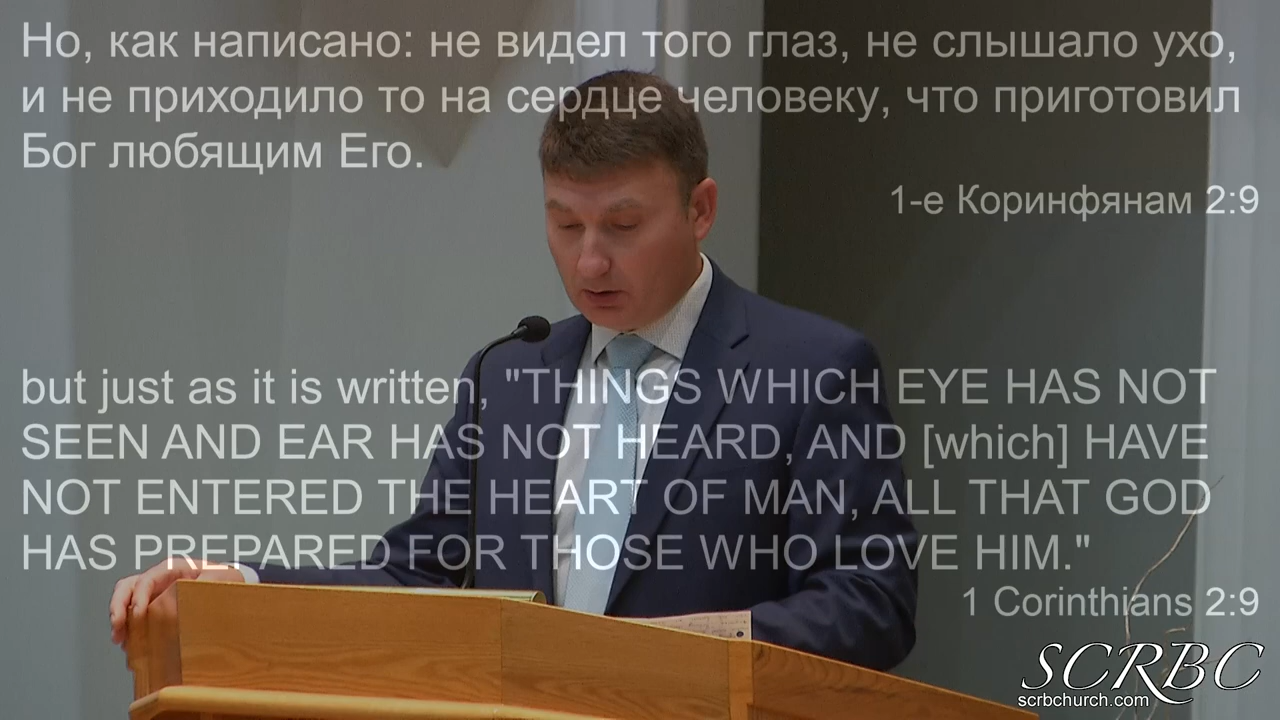 Но, как написано: не видел того глаз, не слышало ухо,
и не приходило то на сердце человеку, что приготовил
Бог любящим Его.
1-е Коринфянам 2:9
but just as it is written, "THINGS WHICH EYE HAS NOT
SEEN AND EAR HAS NOT HEARD, AND [which] HAVE
NOT ENTERED THE HEART OF MAN, ALL THAT GOD
HAS PREPARED FOR THOSE WHO LOVE HIM."
1 Corinthians 2:9
SCRBC
scrbchurch.com